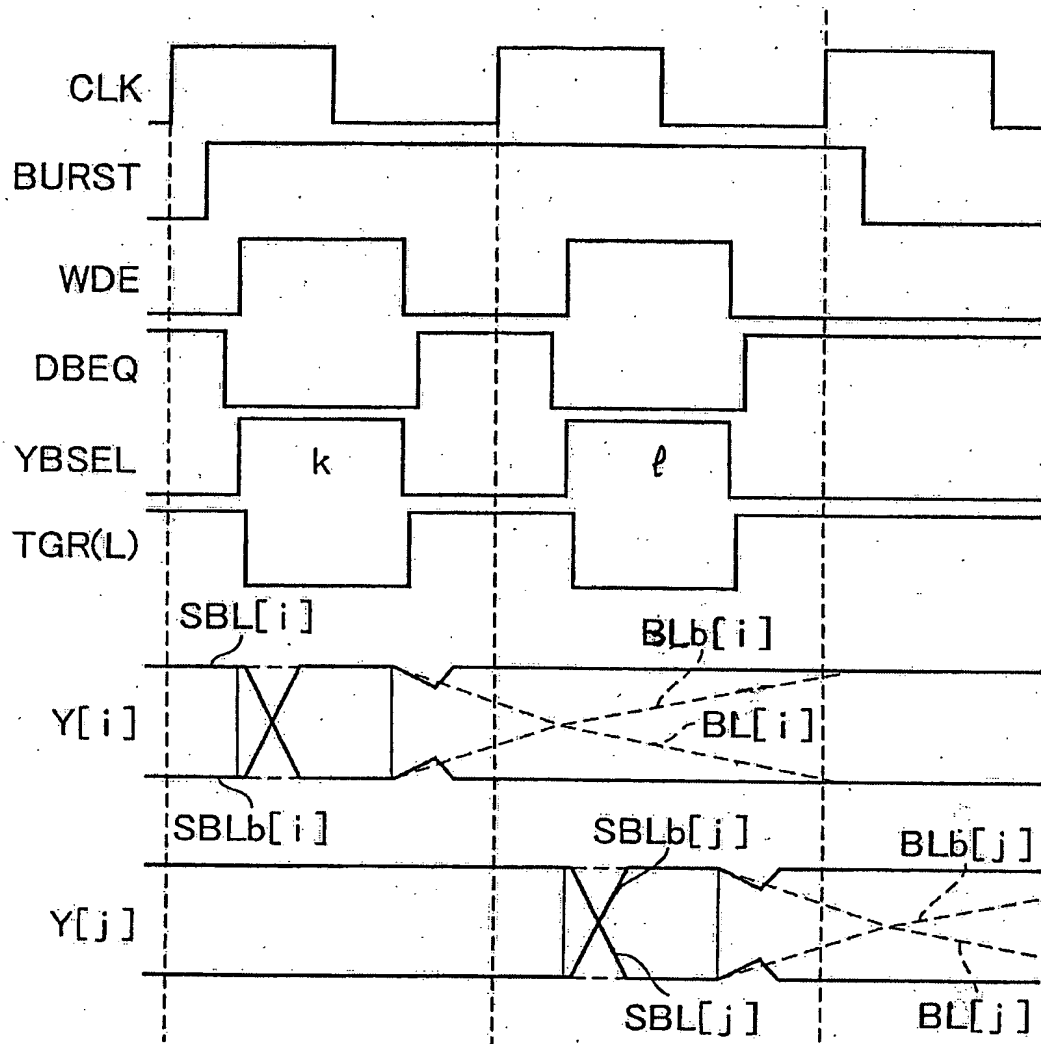 CLK
BURST
WDE
DBEQ
YBSEL k ℓ
TGR(L)
SBL[i] BLb[i]
Y[i] BL[i]
SBLb[i] SBLb[j] BLb[j]
Y[j]
SBL[j] BL[j]